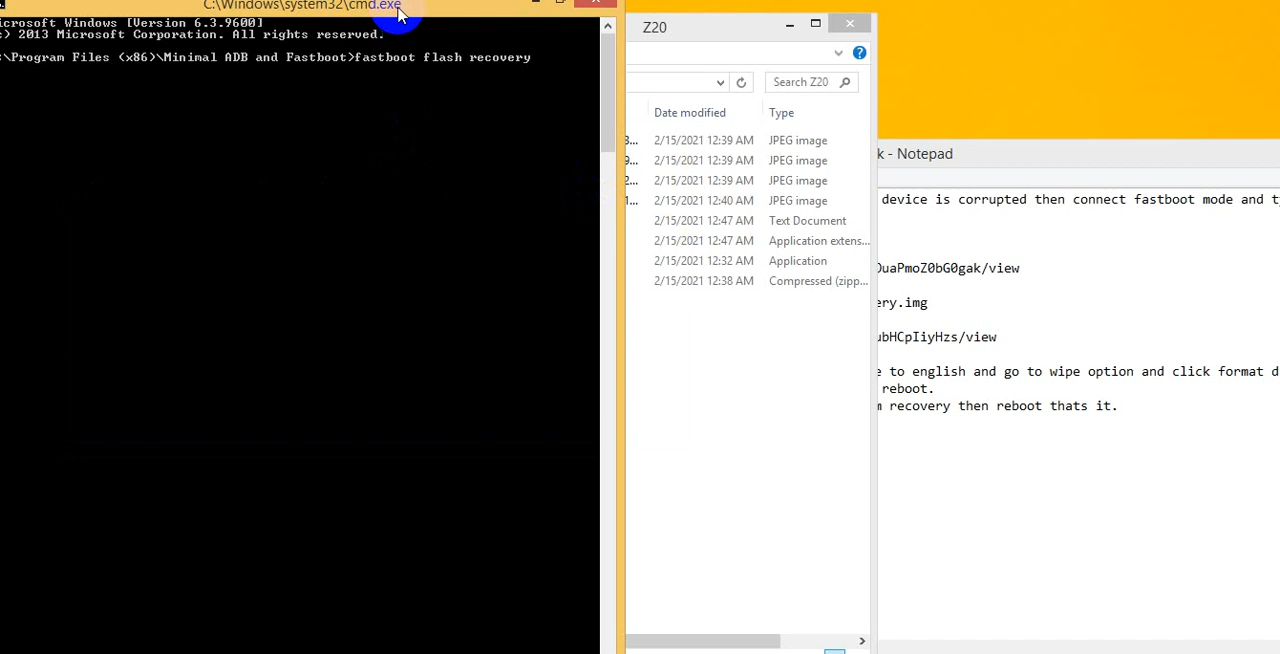 C:\Windows\system32\cmd.exe
icrosoft Windows [Version 6.3.9600]
c) 2013 Microsoft Corporation. All rights reserved.
:\Program Files (x86)\Minimal ADB and Fastboot>fastboot flash recovery
Z20
Search Z20
Date modified Type
3... 2/15/2021 12:39 AM JPEG image
9... 2/15/2021 12:39 AM JPEG image
2... 2/15/2021 12:39 AM JPEG image
1... 2/15/2021 12:40 AM JPEG image
2/15/2021 12:47 AM Text Document
2/15/2021 12:47 AM Application extens...
2/15/2021 12:32 AM Application
2/15/2021 12:38 AM Compressed (zipp...
k - Notepad
device is corrupted then connect fastboot mode and ty
OuaPmoZ0bG0gak/view
ery.img
ubHCpIiyHzs/view
e to english and go to wipe option and click format d
reboot.
m recovery then reboot thats it.